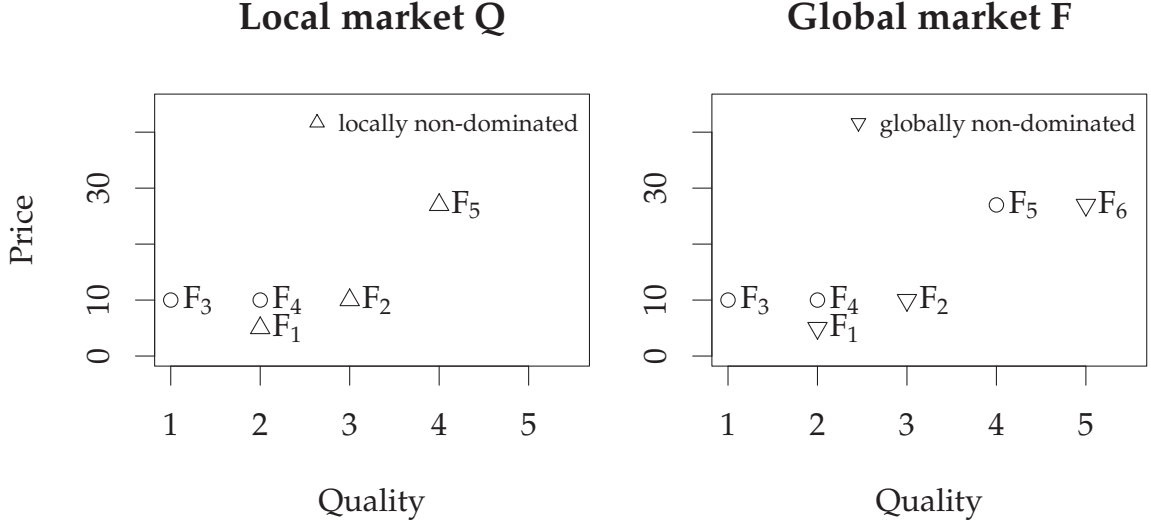 Local market Q
Global market F
△ locally non-dominated
▽ globally non-dominated
Price
30
10
0
F5
F3
F4
F2
F1
1 2 3 4 5
Quality
30
10
0
F5
F6
F3
F4
F2
F1
1 2 3 4 5
Quality